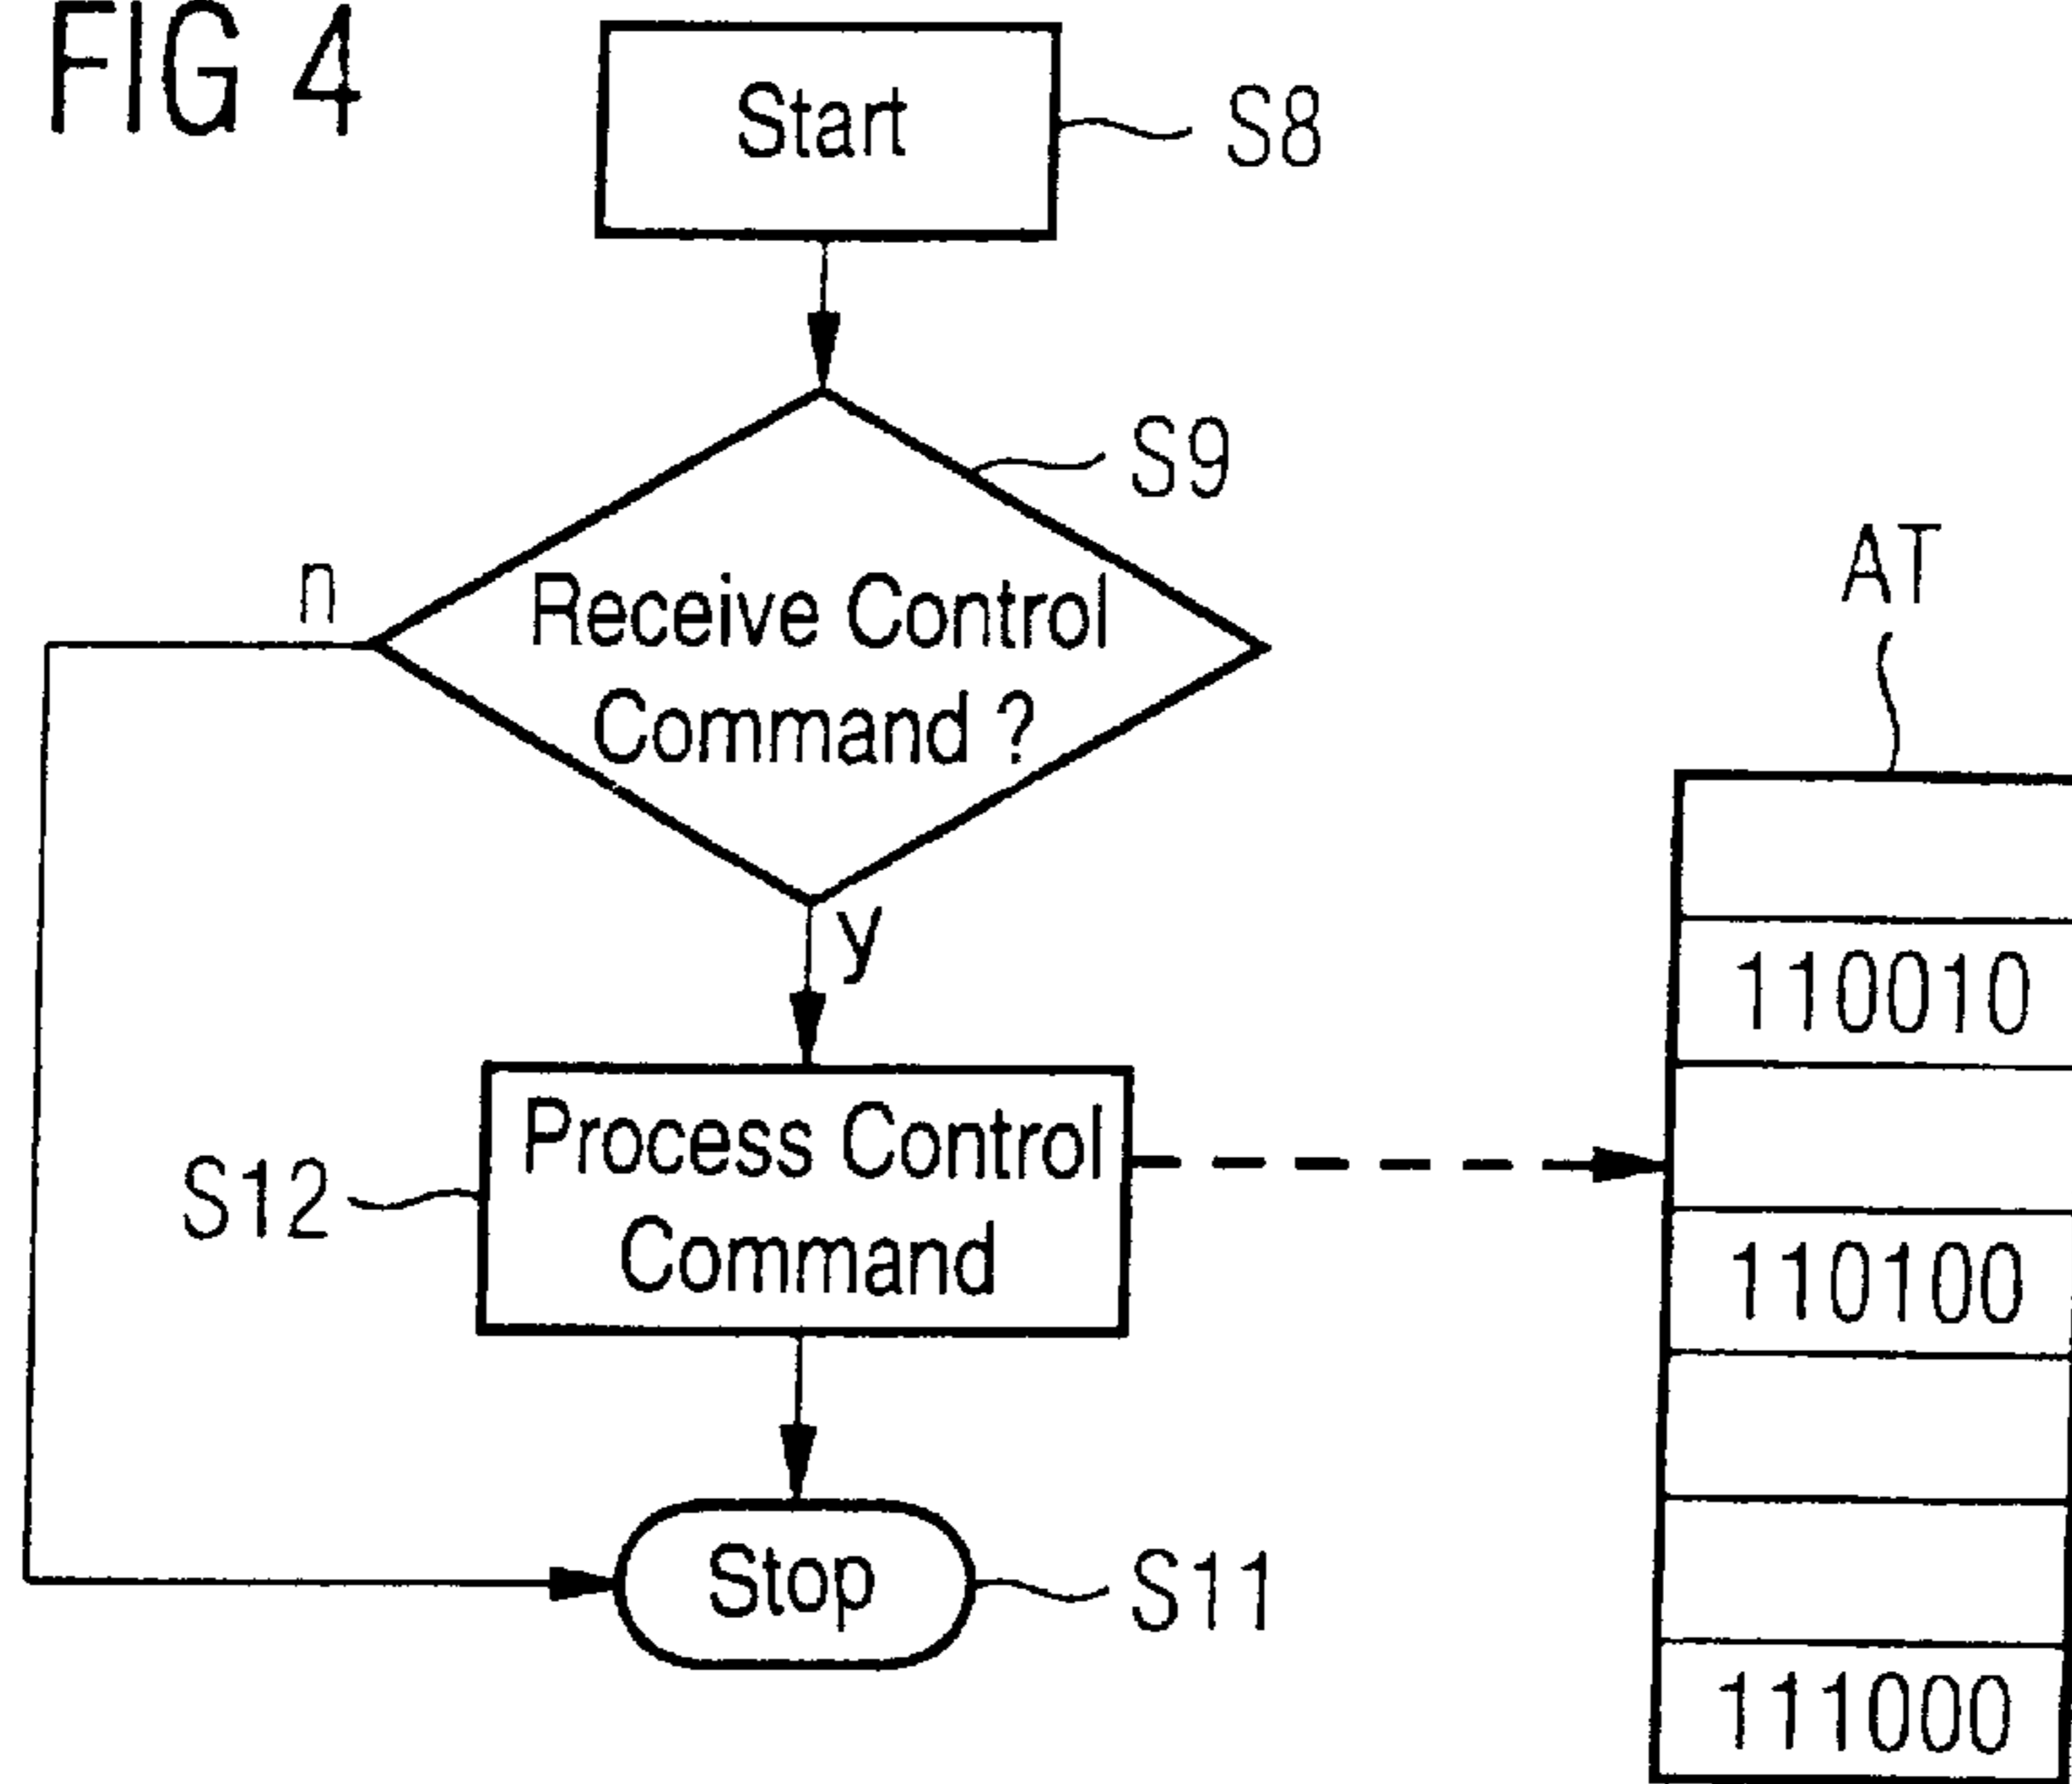 FIG 4
Start
S8
S9
n
Receive Control
Command ?
y
Process Control
Command
S12
Stop
S11
AT
110010
110100
111000